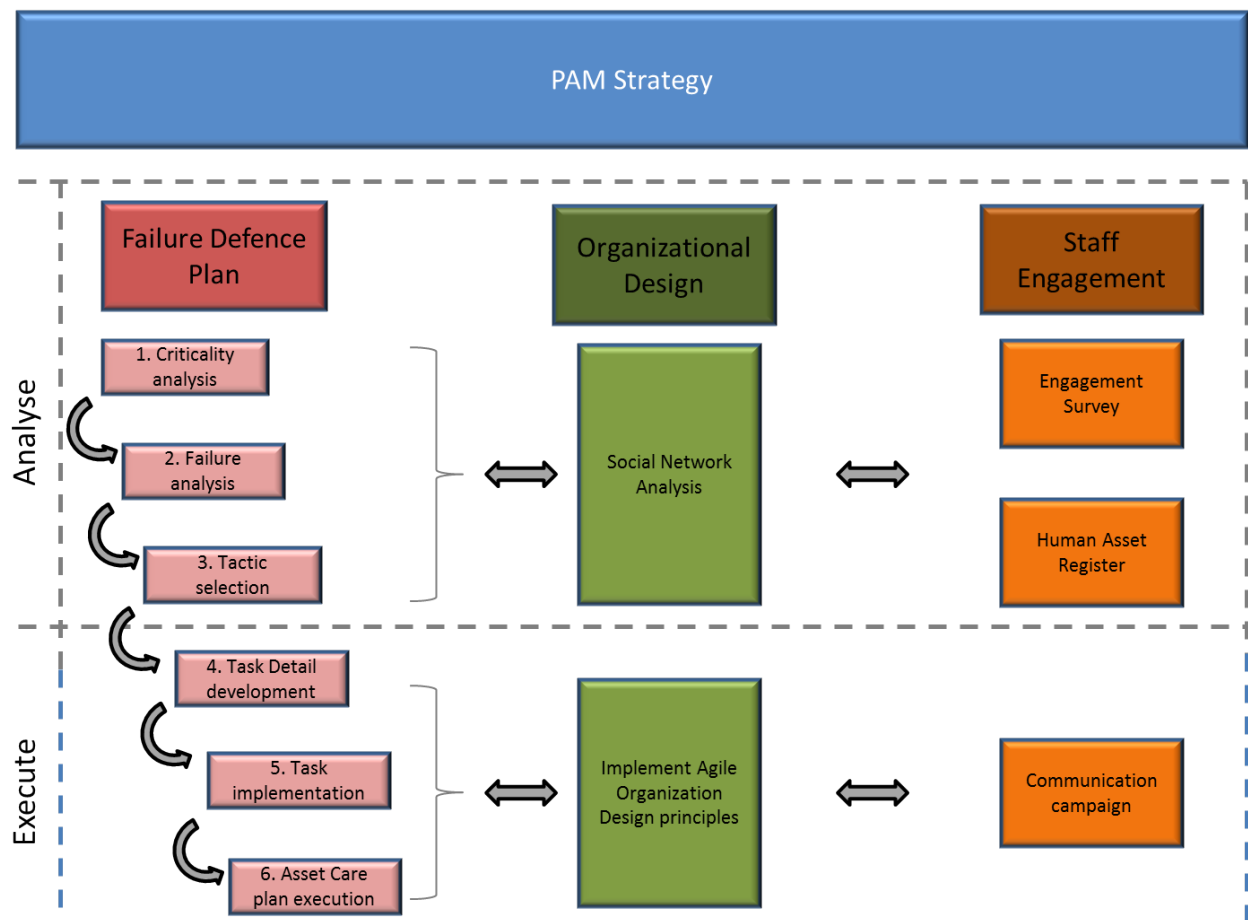 PAM Strategy
Failure Defence
Plan
Organizational
Design
Staff
Engagement
Analyse
1. Criticality
analysis
2. Failure
analysis
3. Tactic
selection
Social Network
Analysis
Engagement
Survey
Human Asset
Register
Execute
4. Task Detail
development
5. Task
implementation
6. Asset Care
plan execution
Implement Agile
Organization
Design principles
Communication
campaign